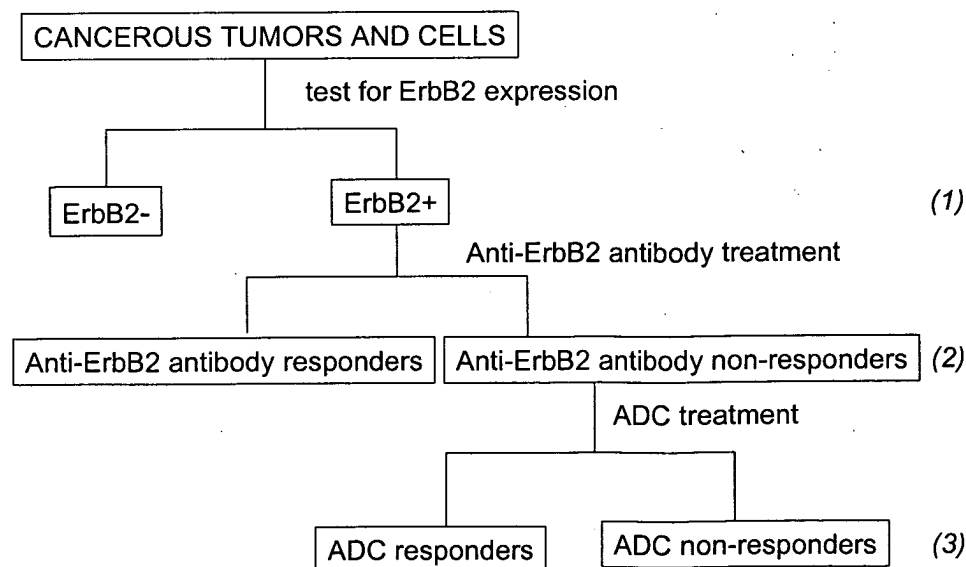 CANCEROUS TUMORS AND CELLS
test for ErbB2 expression
ErbB2- ErbB2+ (1)
Anti-ErbB2 antibody treatment
Anti-ErbB2 antibody responders Anti-ErbB2 antibody non-responders (2)
ADC treatment
ADC responders ADC non-responders (3)